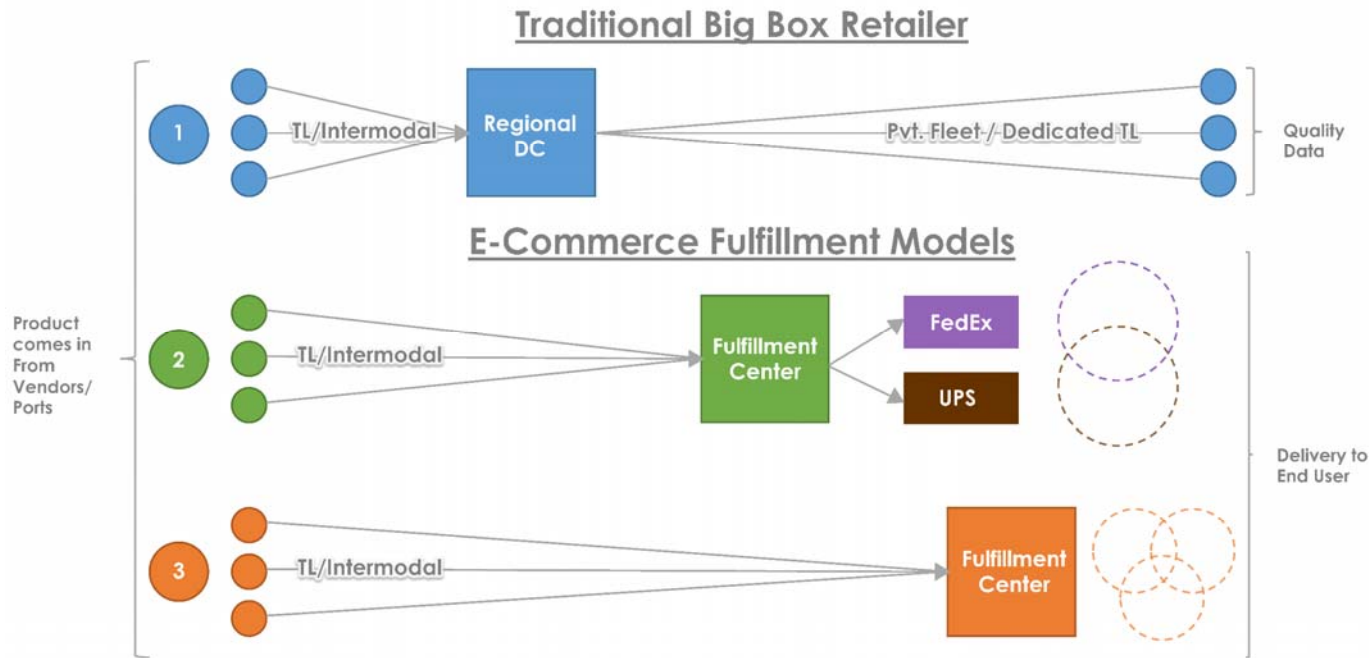 Traditional Big Box Retailer
1
TL/Intermodal
Regional
DC
Pvt. Fleet / Dedicated TL
Quality
Data
E-Commerce Fulfillment Models
Product
comes in
From
Vendors/
Ports
2
TL/Intermodal
Fulfillment
Center
FedEx
UPS
Delivery to
End User
3
TL/Intermodal
Fulfillment
Center